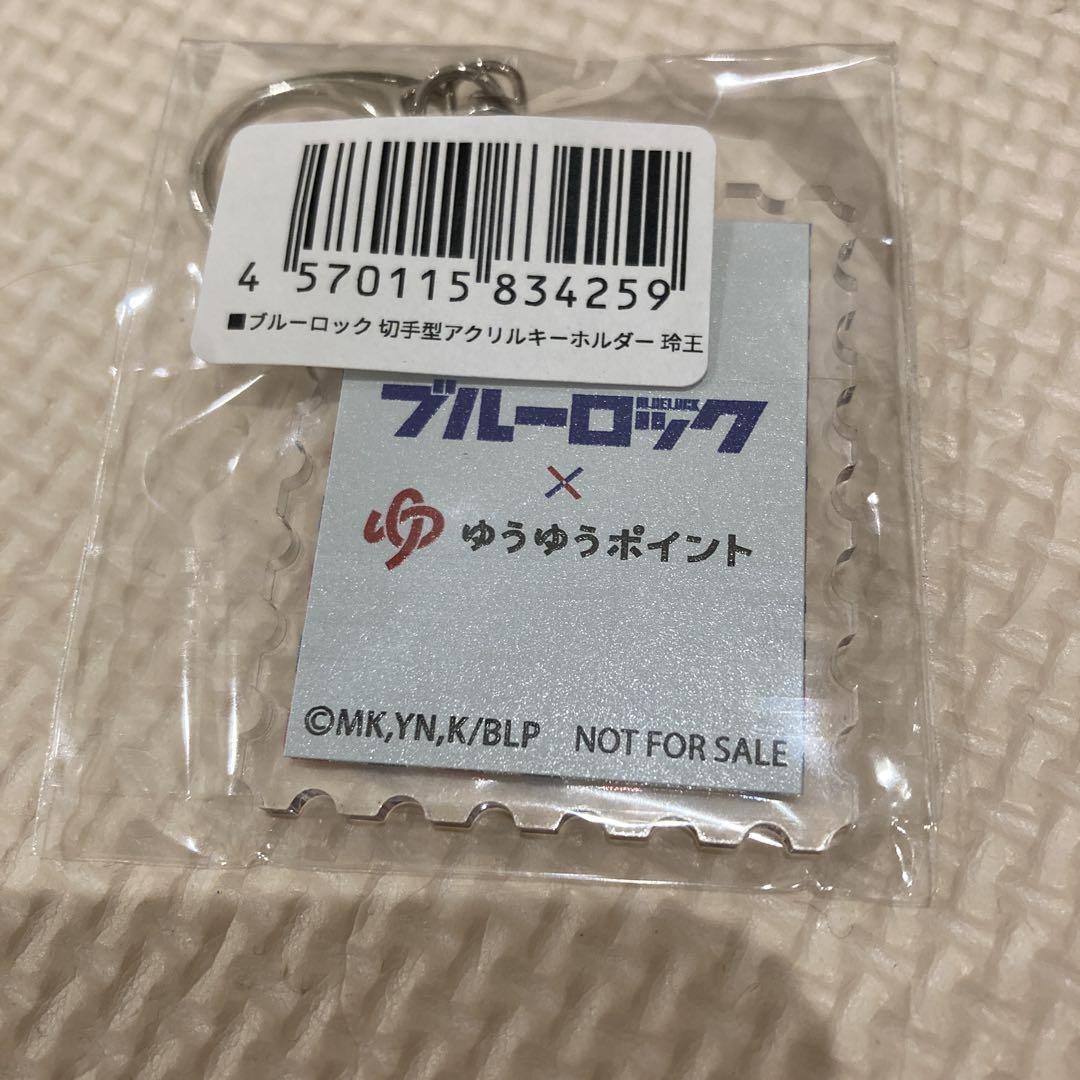 4 570115 834259
■ブルーロック 切手型アクリルキーホルダー 玲王
ブルーロック
BLUELOCK
×
ゆうゆうポイント
©MK,YN,K/BLP NOT FOR SALE